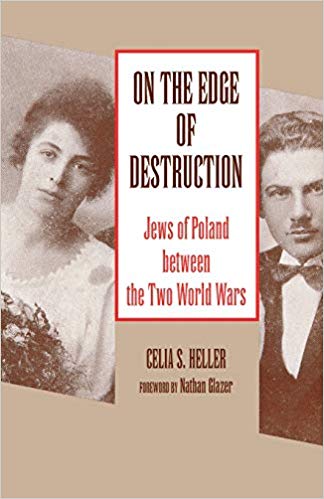 ON THE EDGE
OF
DESTRUCTION
Jews of Poland
between
the Two World Wars
CELIA S. HELLER
FOREWORD BY Nathan Glazer